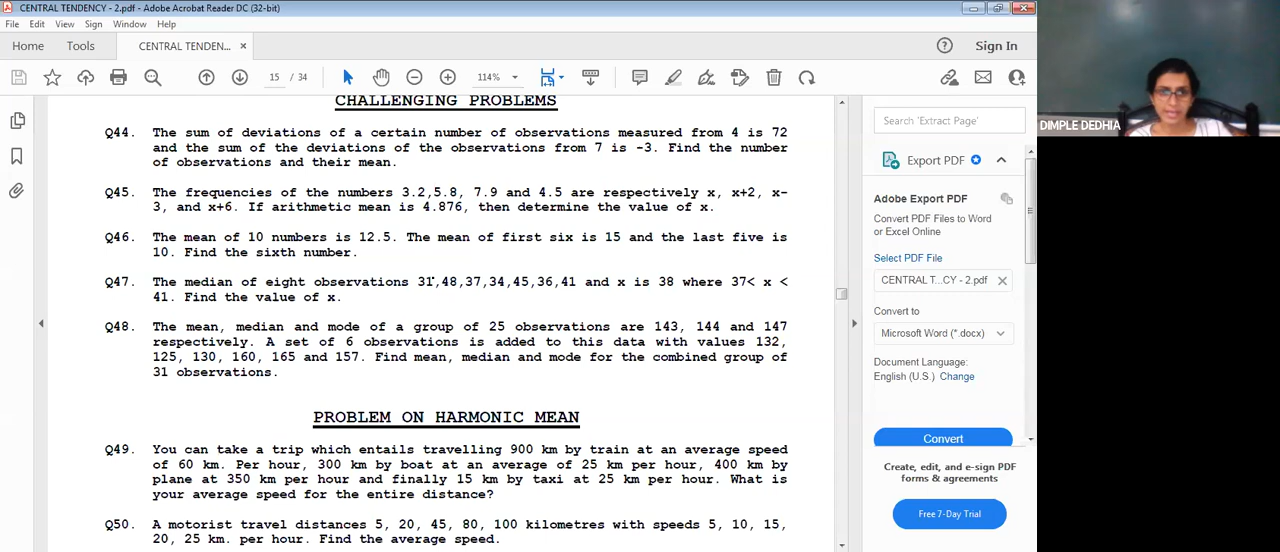 CENTRAL TENDENCY - 2.pdf - Adobe Acrobat Reader DC (32-bit)
File Edit View Sign Window Help
Home Tools CENTRAL TENDEN... × Sign In
15 / 34 114%
CHALLENGING PROBLEMS
Q44. The sum of deviations of a certain number of observations measured from 4 is 72
and the sum of the deviations of the observations from 7 is -3. Find the number
of observations and their mean.
Q45. The frequencies of the numbers 3.2,5.8, 7.9 and 4.5 are respectively x, x+2, x-
3, and x+6. If arithmetic mean is 4.876, then determine the value of x.
Q46. The mean of 10 numbers is 12.5. The mean of first six is 15 and the last five is
10. Find the sixth number.
Q47. The median of eight observations 31,48,37,34,45,36,41 and x is 38 where 37< x <
41. Find the value of x.
Q48. The mean, median and mode of a group of 25 observations are 143, 144 and 147
respectively. A set of 6 observations is added to this data with values 132,
125, 130, 160, 165 and 157. Find mean, median and mode for the combined group of
31 observations.
PROBLEM ON HARMONIC MEAN
Q49. You can take a trip which entails travelling 900 km by train at an average speed
of 60 km. Per hour, 300 km by boat at an average of 25 km per hour, 400 km by
plane at 350 km per hour and finally 15 km by taxi at 25 km per hour. What is
your average speed for the entire distance?
Q50. A motorist travel distances 5, 20, 45, 80, 100 kilometres with speeds 5, 10, 15,
20, 25 km. per hour. Find the average speed.
Search 'Extract Page'
Export PDF
Adobe Export PDF
Convert PDF Files to Word
or Excel Online
Select PDF File
CENTRAL T...CY - 2.pdf ×
Convert to
Microsoft Word (*.docx)
Document Language:
English (U.S.) Change
Convert
Create, edit, and e-sign PDF
forms & agreements
Free 7-Day Trial
DIMPLE DEDHIA